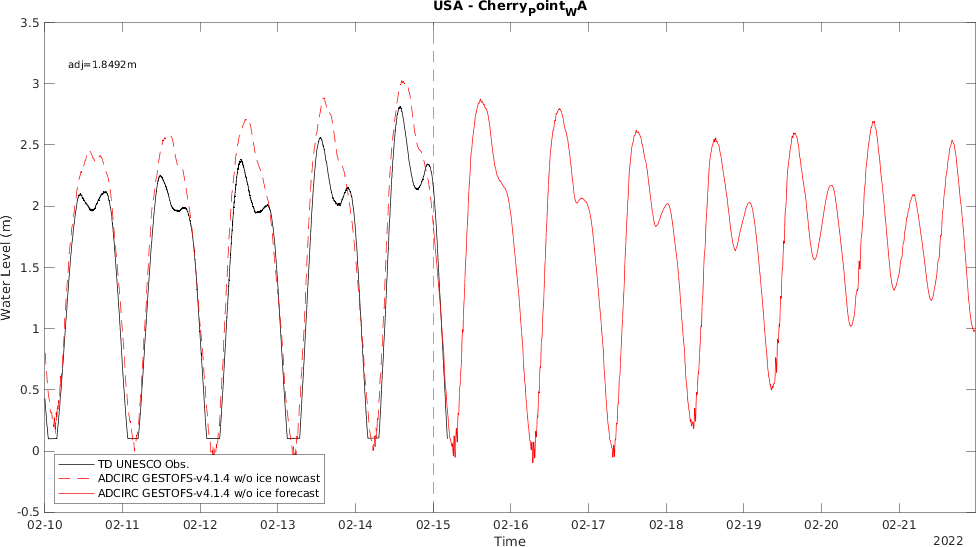 USA - CherryPointWA
adj=1.8492m
3.5
3
2.5
2
1.5
1
0.5
0
-0.5
Water Level (m)
TD UNESCO Obs.
ADCIRC GESTOFS-v4.1.4 w/o ice nowcast
ADCIRC GESTOFS-v4.1.4 w/o ice forecast
02-10 02-11 02-12 02-13 02-14 02-15 02-16 02-17 02-18 02-19 02-20 02-21
Time
2022